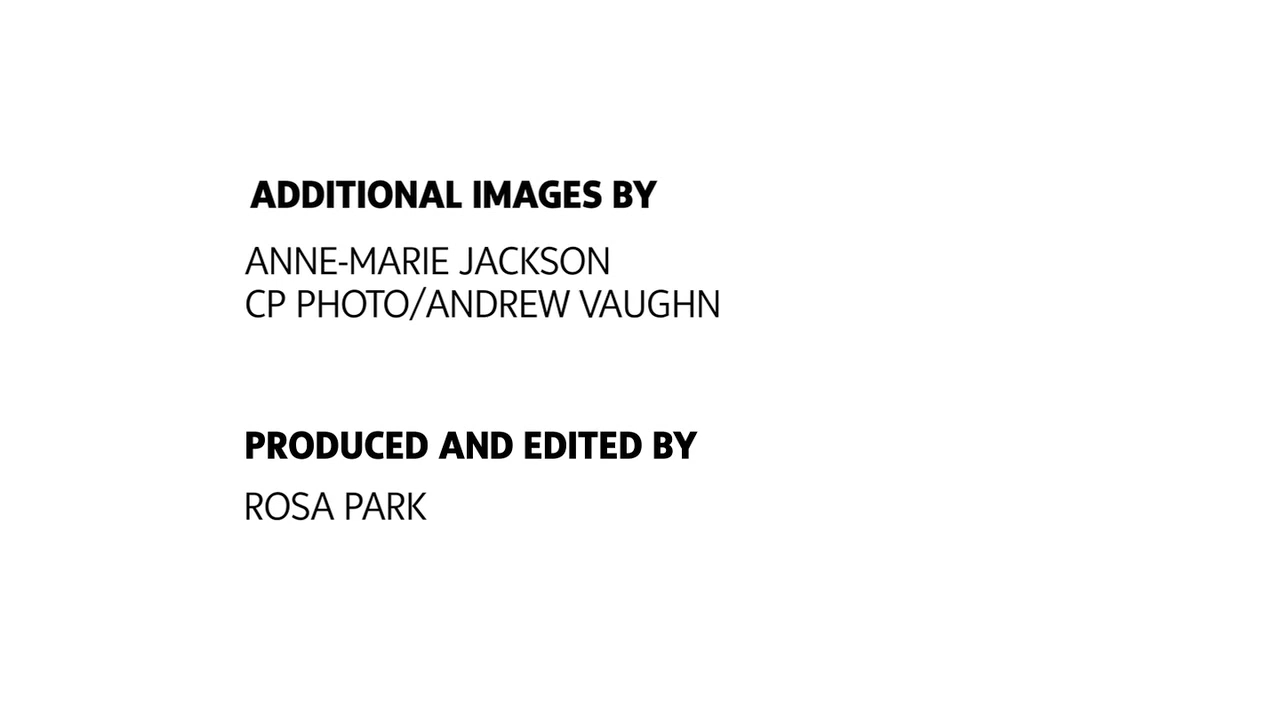 ADDITIONAL IMAGES BY
ANNE-MARIE JACKSON
CP PHOTO/ANDREW VAUGHN
PRODUCED AND EDITED BY
ROSA PARK